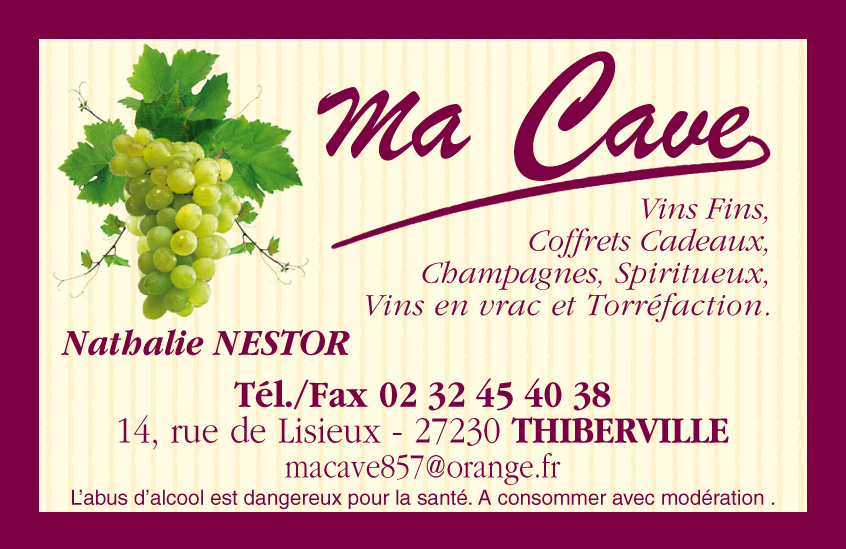 Ma Cave
Vins Fins,
Coffrets Cadeaux,
Champagnes, Spiritueux,
Vins en vrac et Torréfaction.
Nathalie NESTOR
Tél./Fax 02 32 45 40 38
14, rue de Lisieux - 27230 THIBERVILLE
macave857@orange.fr
L'abus d'alcool est dangereux pour la santé. A consommer avec modération .